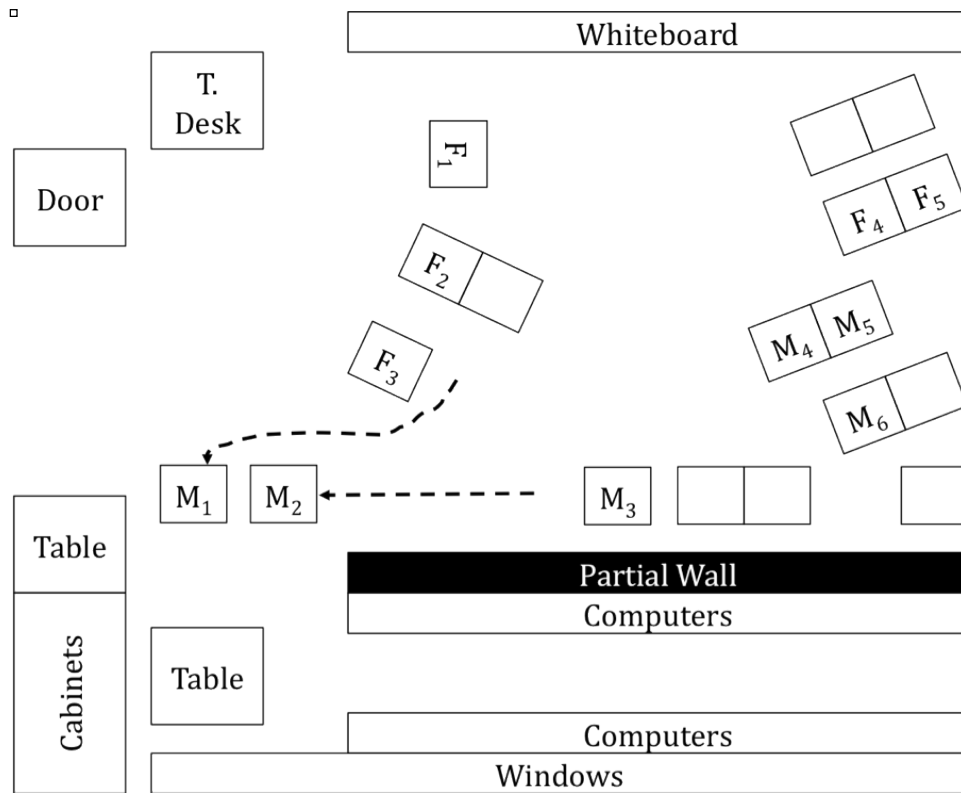 Whiteboard
T.
Desk
F₁
Door
F₄ F₅
F₂
M₄ M₅
F₃
M₆
M₁ M₂ M₃
Table
Partial Wall
Computers
Cabinets
Table
Computers
Windows